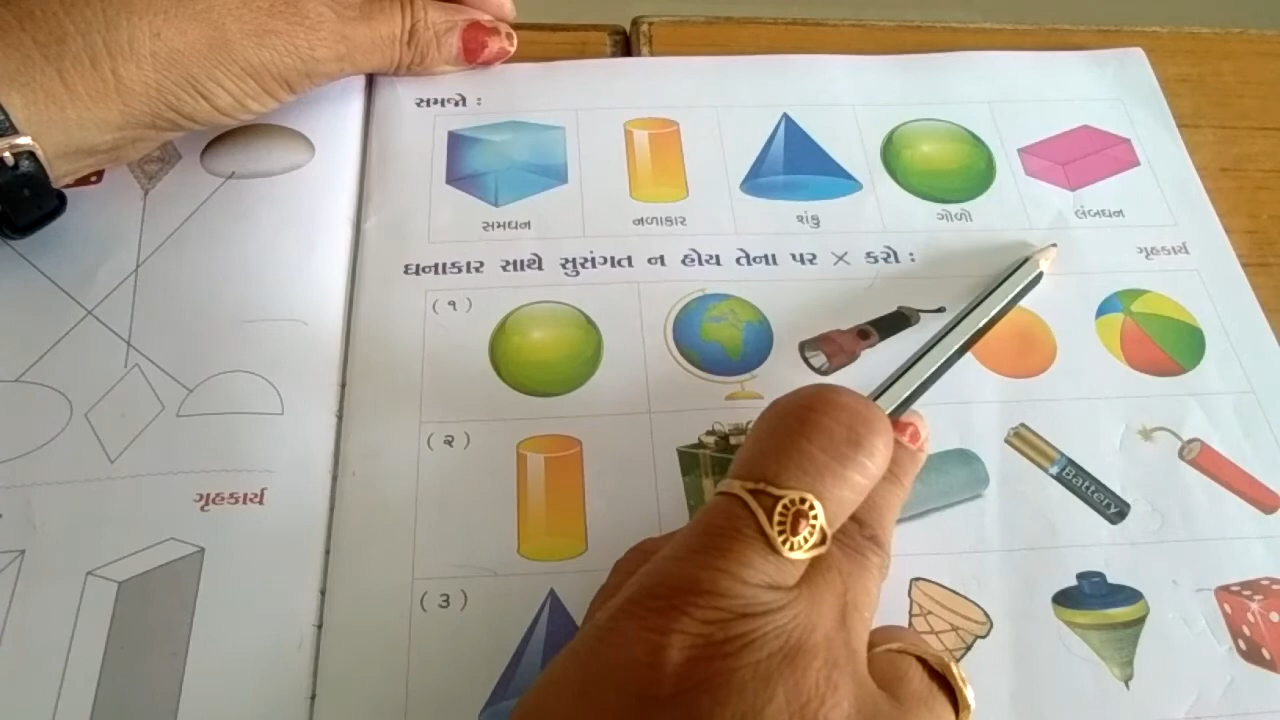 સમજો :
સમઘન નળાકાર શંકુ ગોળો લંબઘન
ઘનાકાર સાથે સુસંગત ન હોય તેના પર × કરો :
ગૃહકાર્ય
(૧)
(૨)
Battery
(૩)
ગૃહકાર્ય